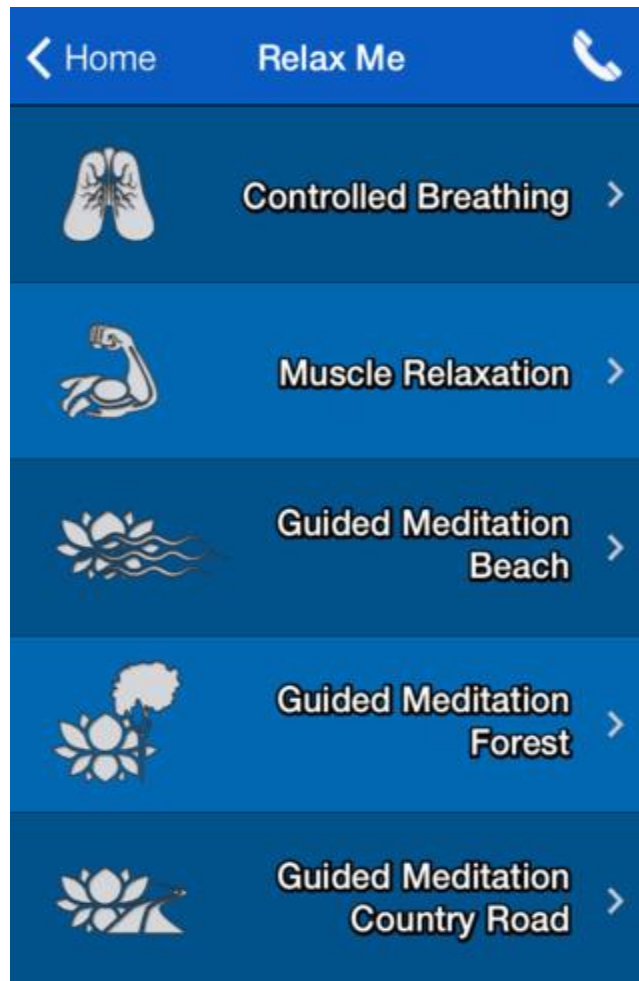 Home
Relax Me
Controlled Breathing
Muscle Relaxation
Guided Meditation
Beach
Guided Meditation
Forest
Guided Meditation
Country Road